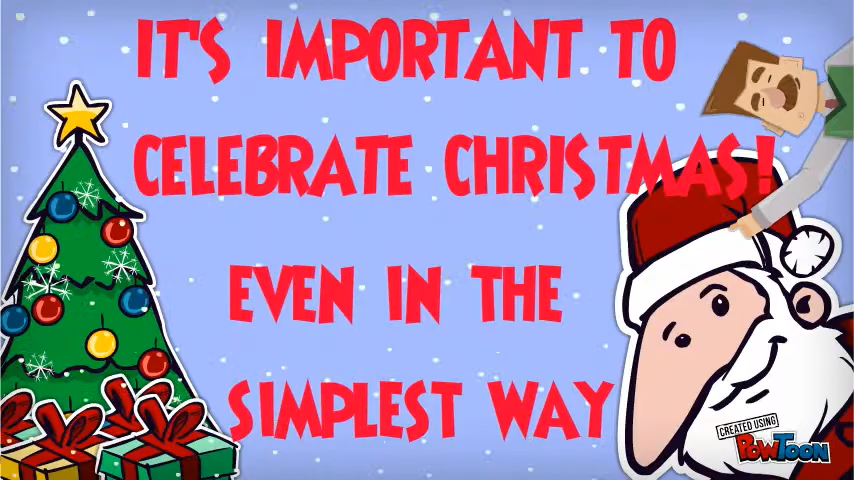 IT'S IMPORTANT TO
CELEBRATE CHRISTMAS!
EVEN IN THE
SIMPLEST WAY
CREATED USING
POWTOON